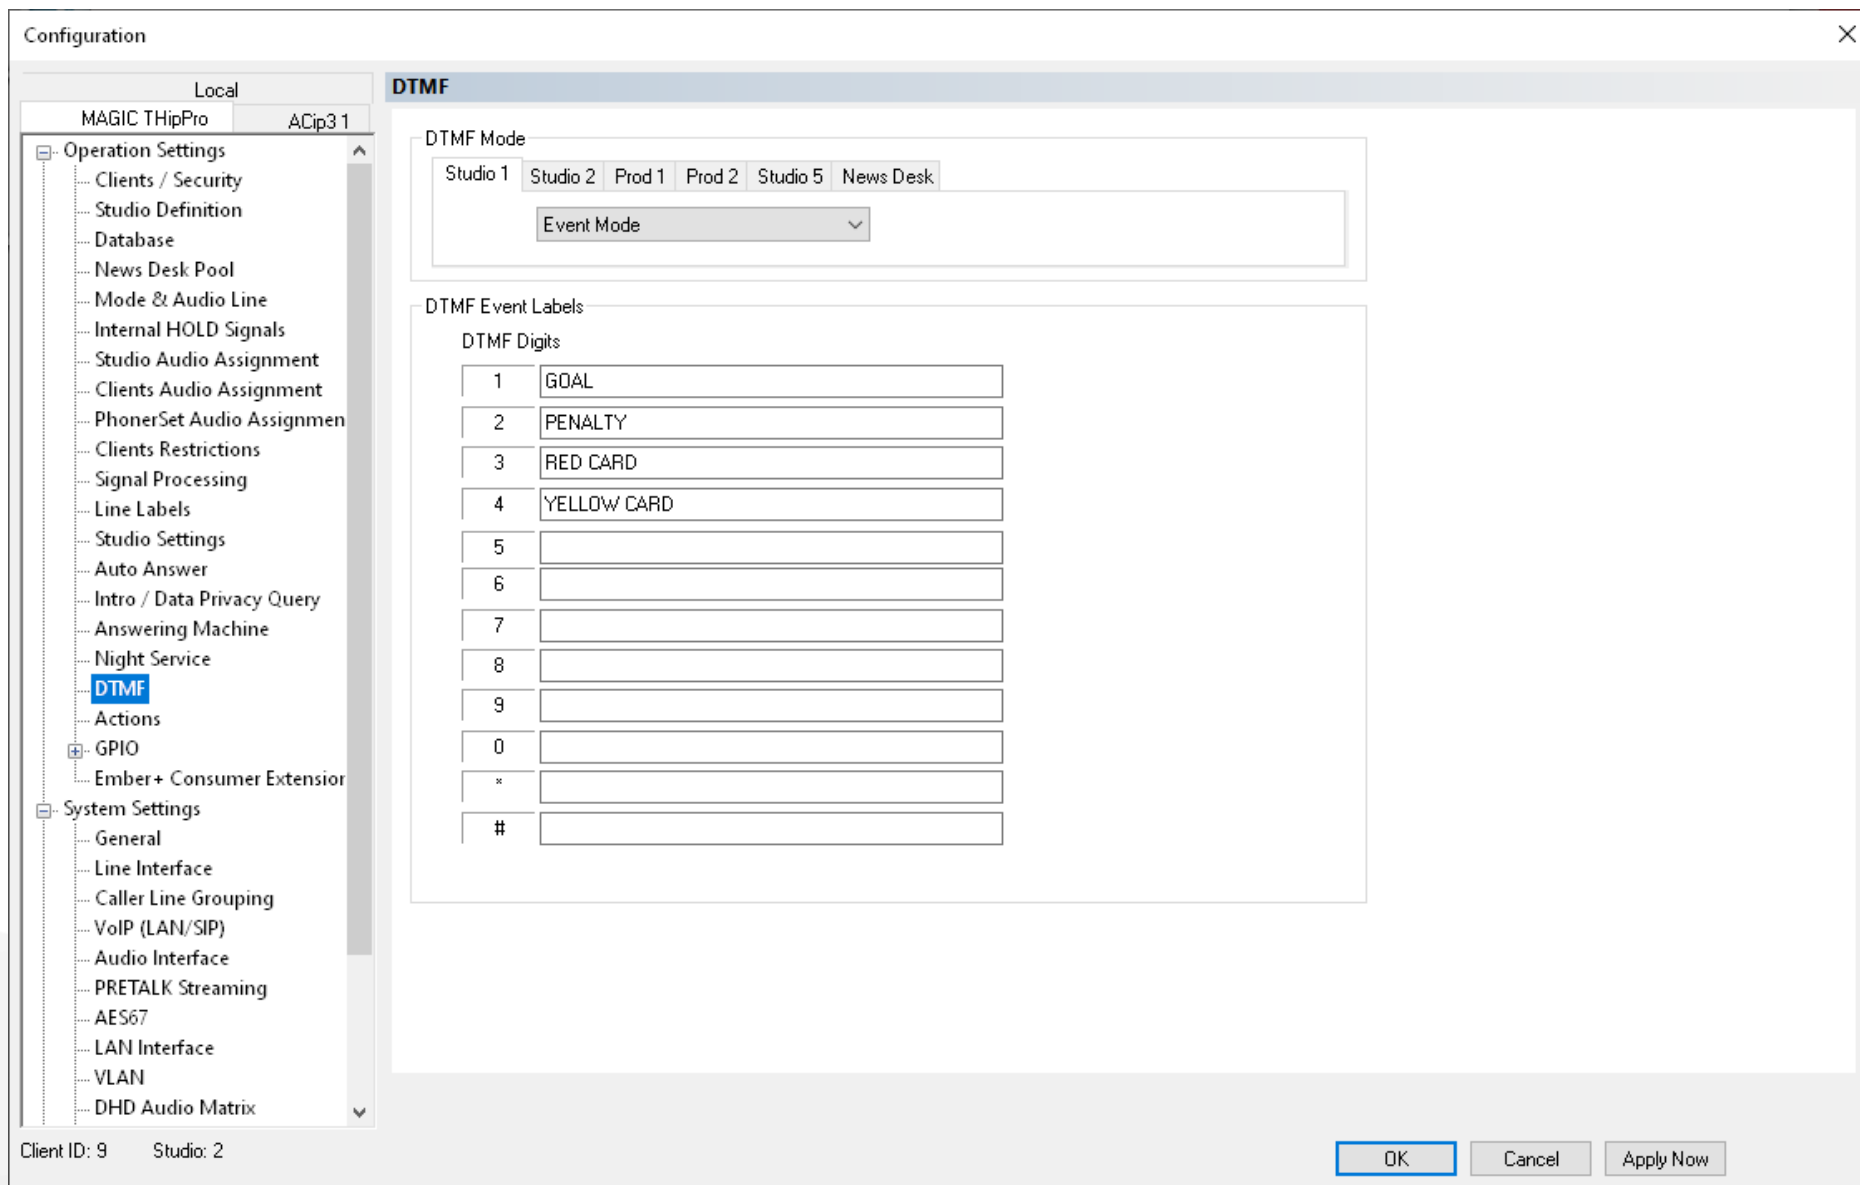 Configuration
Local
MAGIC THipPro
ACip3 1
Operation Settings
Clients / Security
Studio Definition
Database
News Desk Pool
Mode & Audio Line
Internal HOLD Signals
Studio Audio Assignment
Clients Audio Assignment
PhonerSet Audio Assignmen
Clients Restrictions
Signal Processing
Line Labels
Studio Settings
Auto Answer
Intro / Data Privacy Query
Answering Machine
Night Service
DTMF
Actions
GPIO
Ember+ Consumer Extension
System Settings
General
Line Interface
Caller Line Grouping
VoIP (LAN/SIP)
Audio Interface
PRETALK Streaming
AES67
LAN Interface
VLAN
DHD Audio Matrix
Client ID: 9 Studio: 2
DTMF
DTMF Mode
Studio 1 Studio 2 Prod 1 Prod 2 Studio 5 News Desk
Event Mode
DTMF Event Labels
DTMF Digits
1 GOAL
2 PENALTY
3 RED CARD
4 YELLOW CARD
5
6
7
8
9
0
*
#
OK Cancel Apply Now